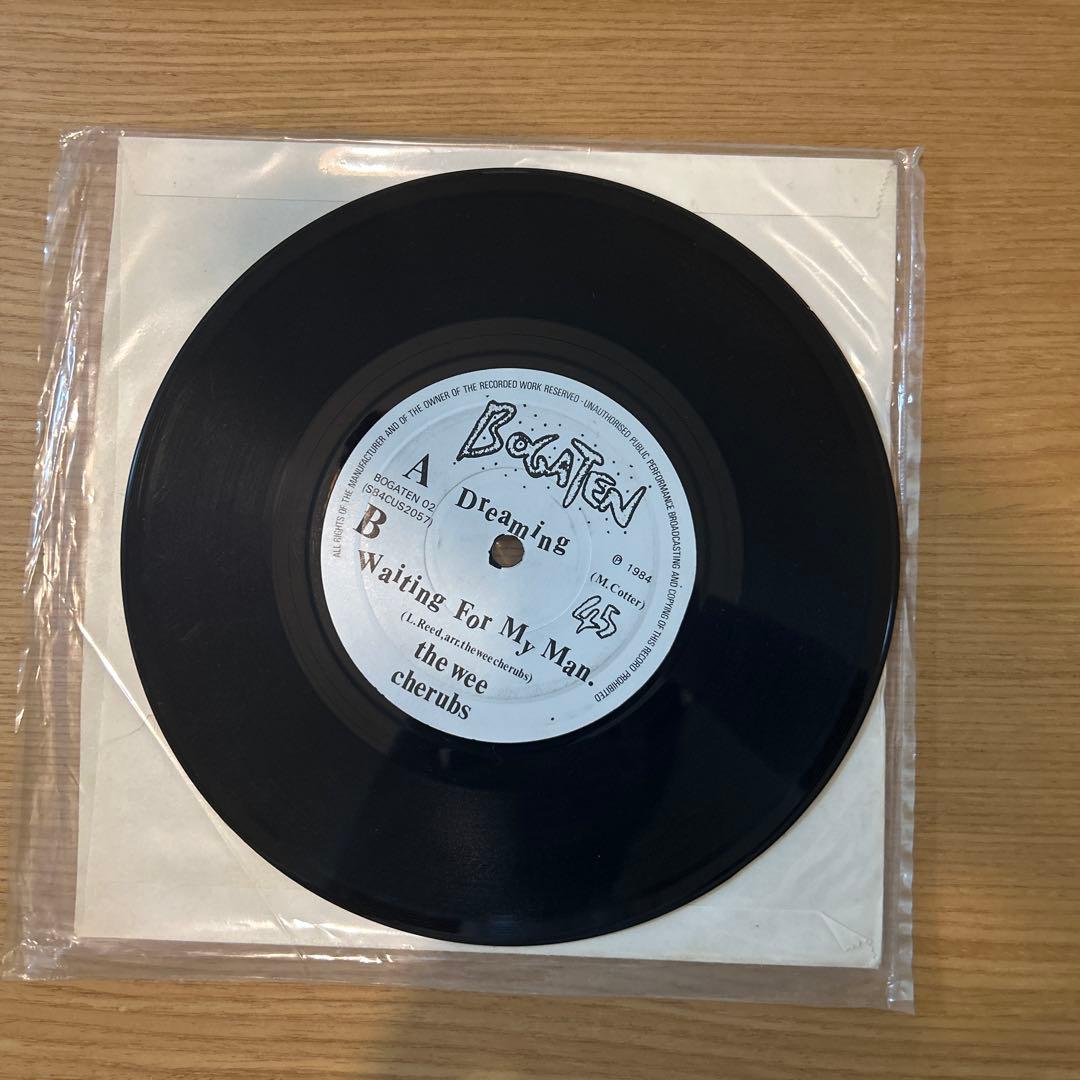 ALL RIGHTS OF THE MANUFACTURER AND OF THE OWNER OF THE RECORDED WORK RESERVED - UNAUTHORISED PUBLIC PERFORMANCE BROADCASTING AND COPYING OF THIS RECORD PROHIBITED
BOGATEN
A
BOGATEN 02
(S84CUS2057)
Dreaming
℗ 1984
(M.Cotter)
45
B
Waiting For My Man.
(L.Reed,arr.the wee cherubs)
the wee
cherubs